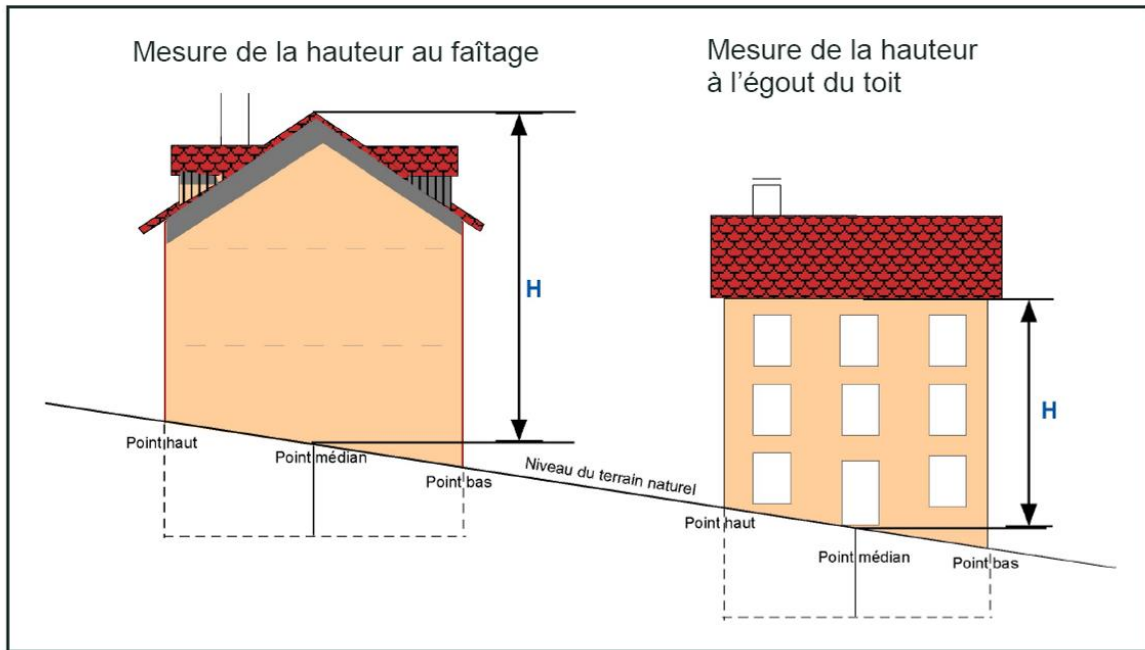 Mesure de la hauteur au faîtage
Mesure de la hauteur
à l'égout du toit
H
H
Point haut
Point médian
Point bas
Niveau du terrain naturel
Point haut
Point médian
Point bas